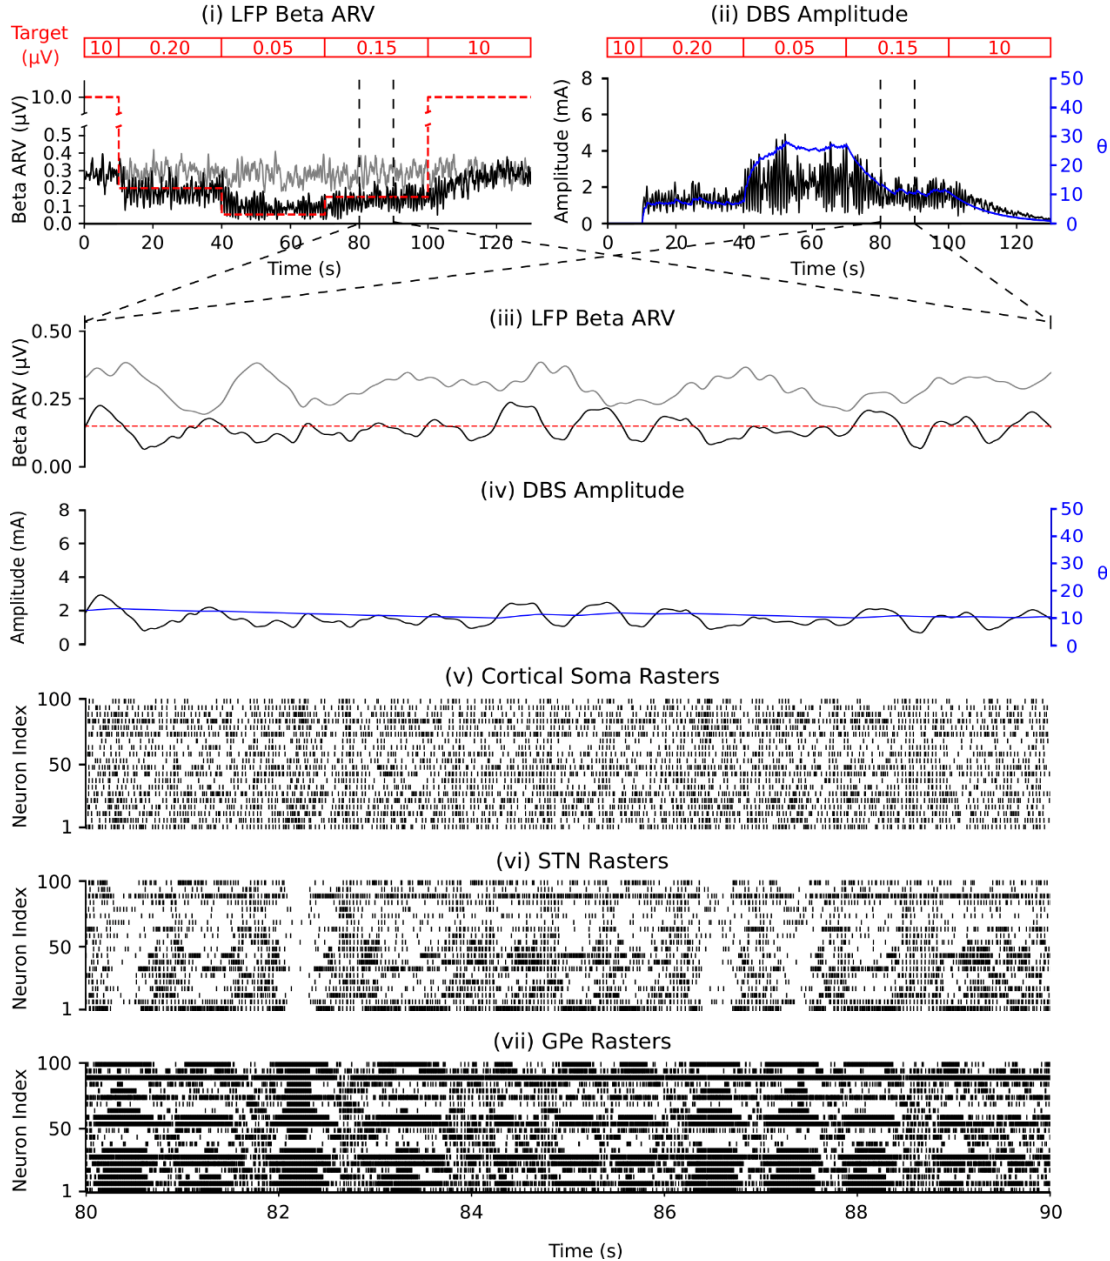 (i) LFP Beta ARV
(ii) DBS Amplitude
Target (μV)
10 0.20 0.05 0.15 10
10 0.20 0.05 0.15 10
Beta ARV (μV)
10.0
0.5
0.4
0.3
0.2
0.1
0.0
0 20 40 60 80 100 120
Time (s)
Amplitude (mA)
8
6
4
2
0
50
40
30
20
10
0
θ
0 20 40 60 80 100 120
Time (s)
(iii) LFP Beta ARV
Beta ARV (μV)
0.50
0.25
0.00
(iv) DBS Amplitude
Amplitude (mA)
8
6
4
2
0
50
40
30
20
10
0
θ
(v) Cortical Soma Rasters
Neuron Index
100
50
1
(vi) STN Rasters
Neuron Index
100
50
1
(vii) GPe Rasters
Neuron Index
100
50
1
80 82 84 86 88 90
Time (s)